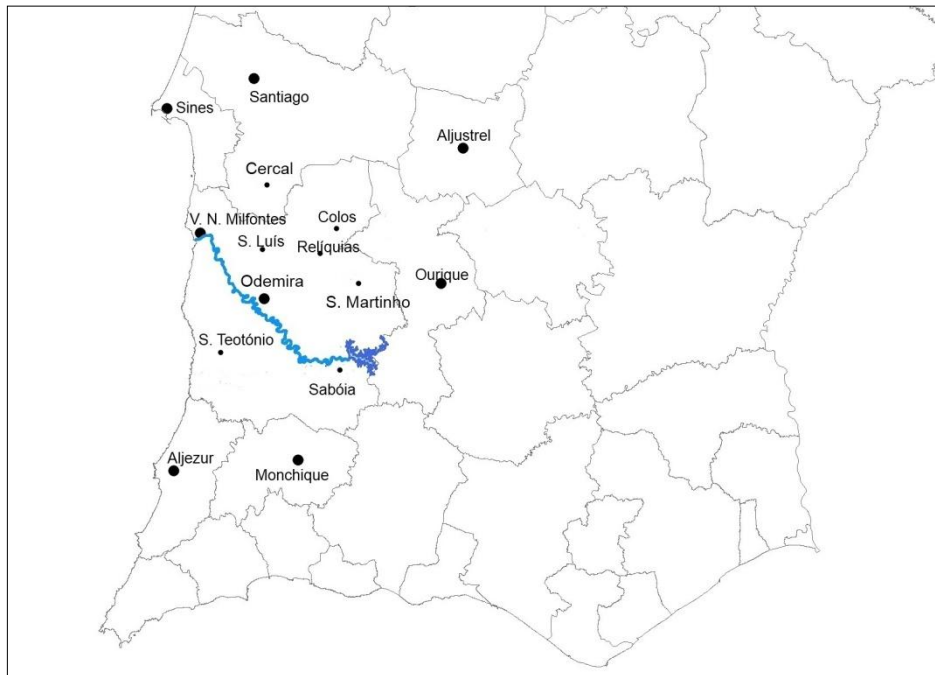 Santiago
Sines
Aljustrel
Cercal
V. N. Milfontes
Colos
S. Luís
Relíquias
Ourique
Odemira
S. Martinho
S. Teotónio
Sabóia
Aljezur
Monchique